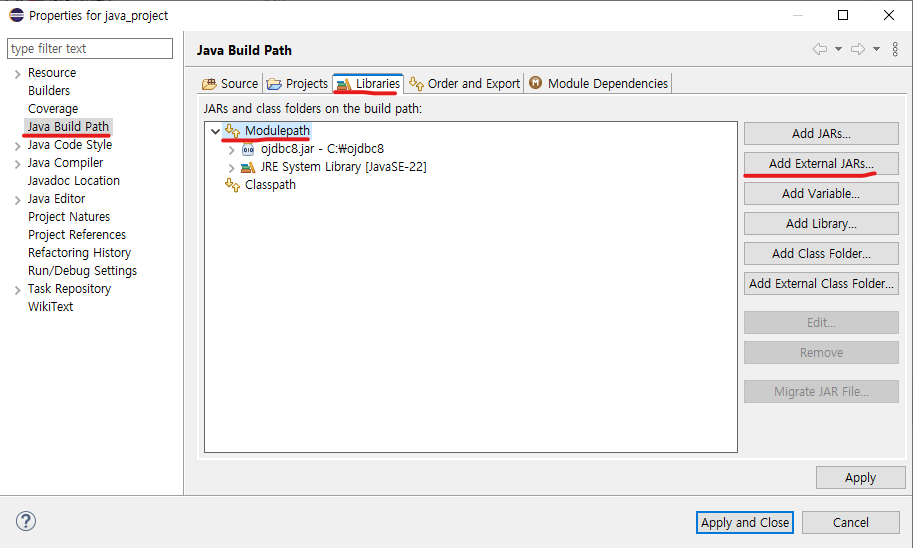 Properties for java_project
type filter text
Resource
Builders
Coverage
Java Build Path
Java Code Style
Java Compiler
Javadoc Location
Java Editor
Project Natures
Project References
Refactoring History
Run/Debug Settings
Task Repository
WikiText
Java Build Path
Source Projects Libraries Order and Export Module Dependencies
JARs and class folders on the build path:
Modulepath
ojdbc8.jar - C:₩ojdbc8
JRE System Library [JavaSE-22]
Classpath
Add JARs...
Add External JARs...
Add Variable...
Add Library...
Add Class Folder...
Add External Class Folder...
Edit...
Remove
Migrate JAR File...
Apply
Apply and Close Cancel